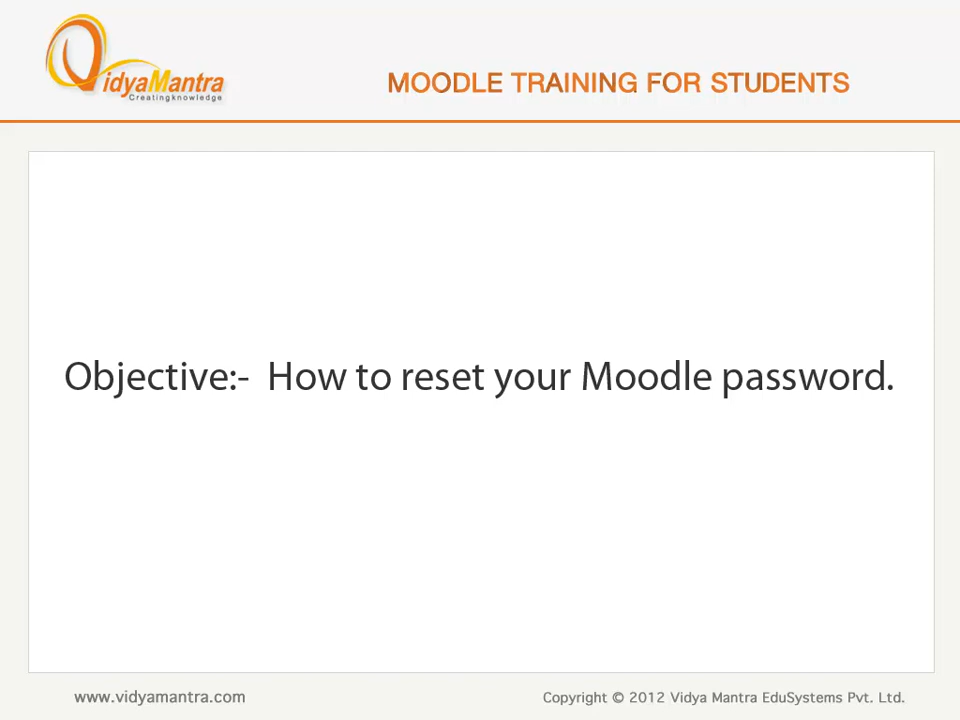 VidyaMantra
Creatingknowledge
MOODLE TRAINING FOR STUDENTS
Objective:- How to reset your Moodle password.
www.vidyamantra.com
Copyright © 2012 Vidya Mantra EduSystems Pvt. Ltd.